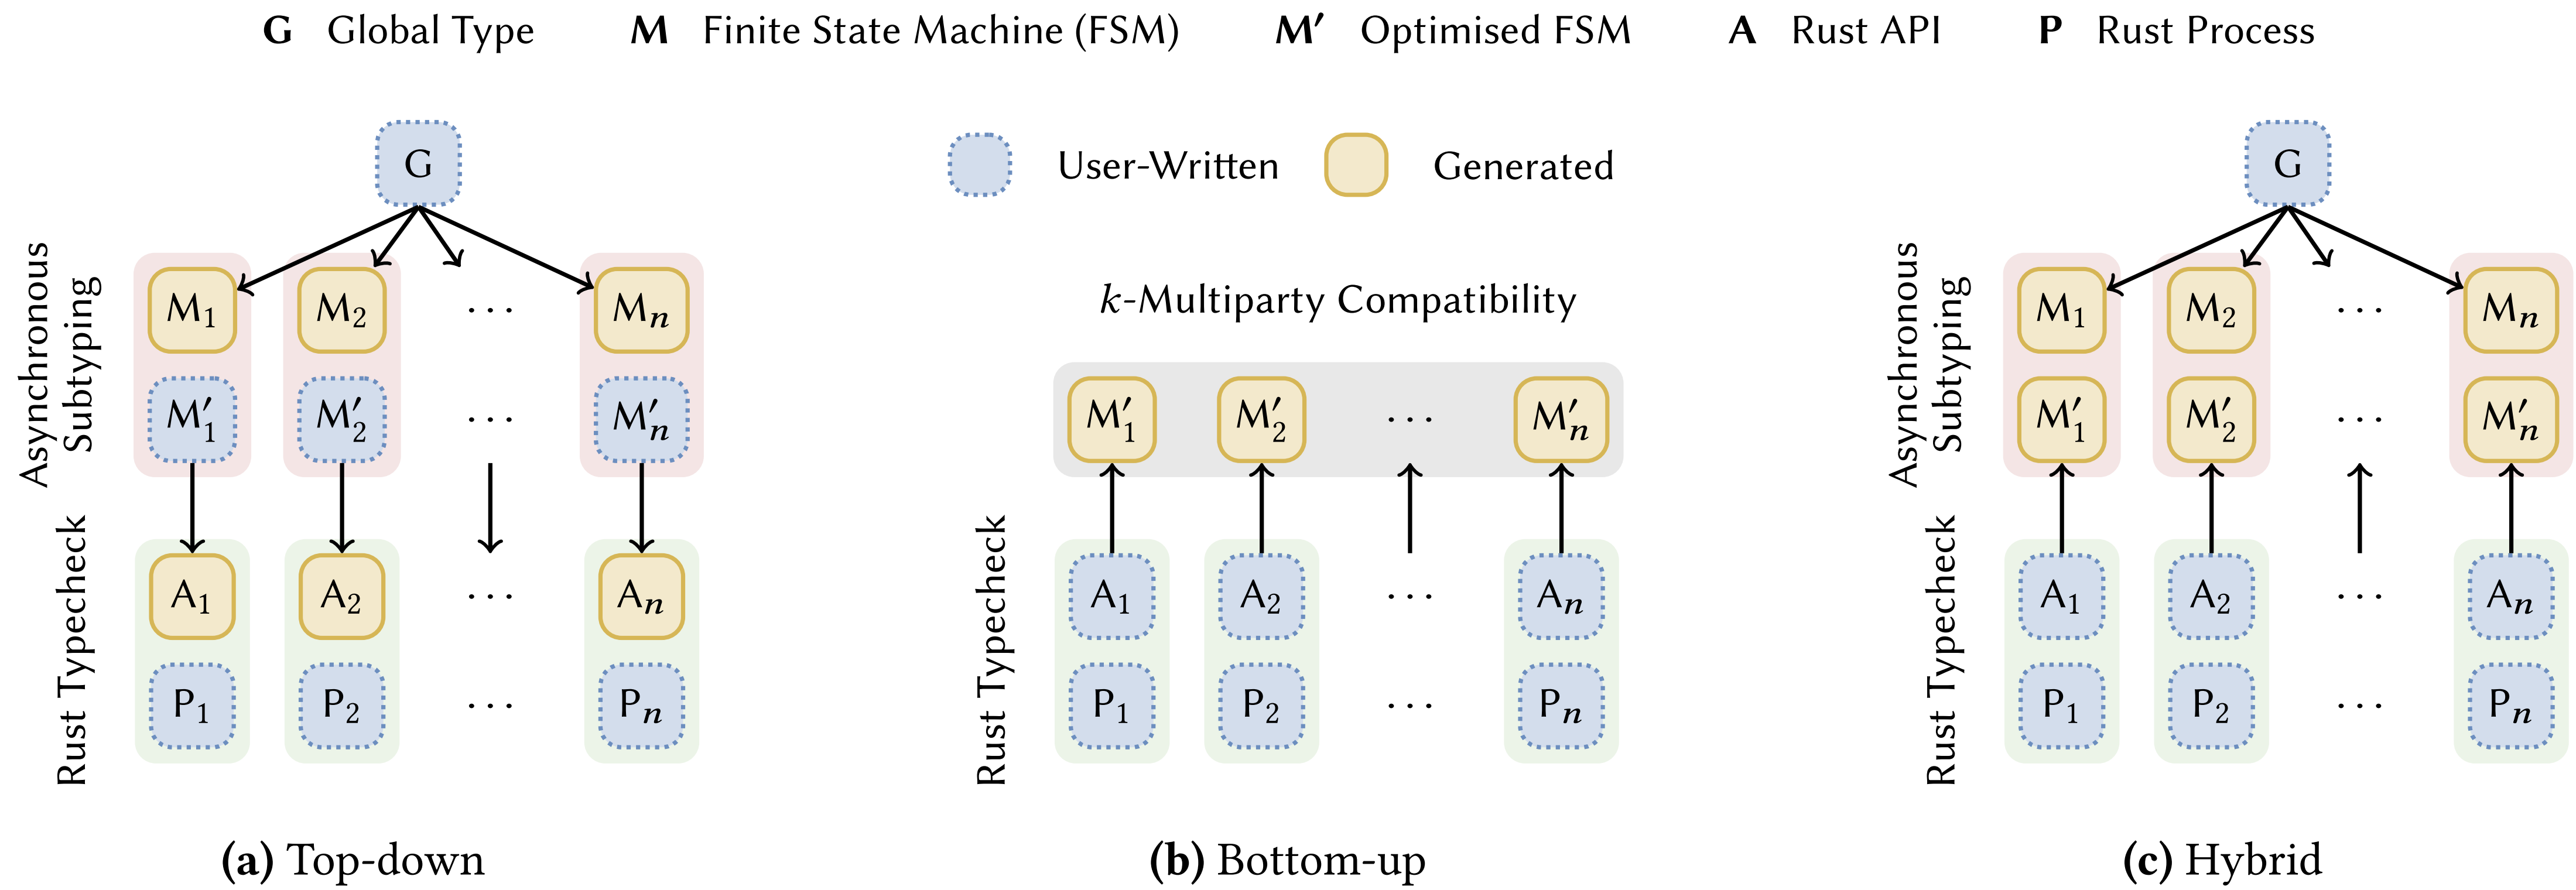 G Global Type M Finite State Machine (FSM) M′ Optimised FSM A Rust API P Rust Process
G
Asynchronous
Subtyping
M1 M2 ... Mn
M′1 M′2 ... M′n
Rust Typecheck
A1 A2 ... An
P1 P2 ... Pn
(a) Top-down
User-Written Generated
k-Multiparty Compatibility
M′1 M′2 ... M′n
Rust Typecheck
A1 A2 ... An
P1 P2 ... Pn
(b) Bottom-up
G
Asynchronous
Subtyping
M1 M2 ... Mn
M′1 M′2 ... M′n
Rust Typecheck
A1 A2 ... An
P1 P2 ... Pn
(c) Hybrid